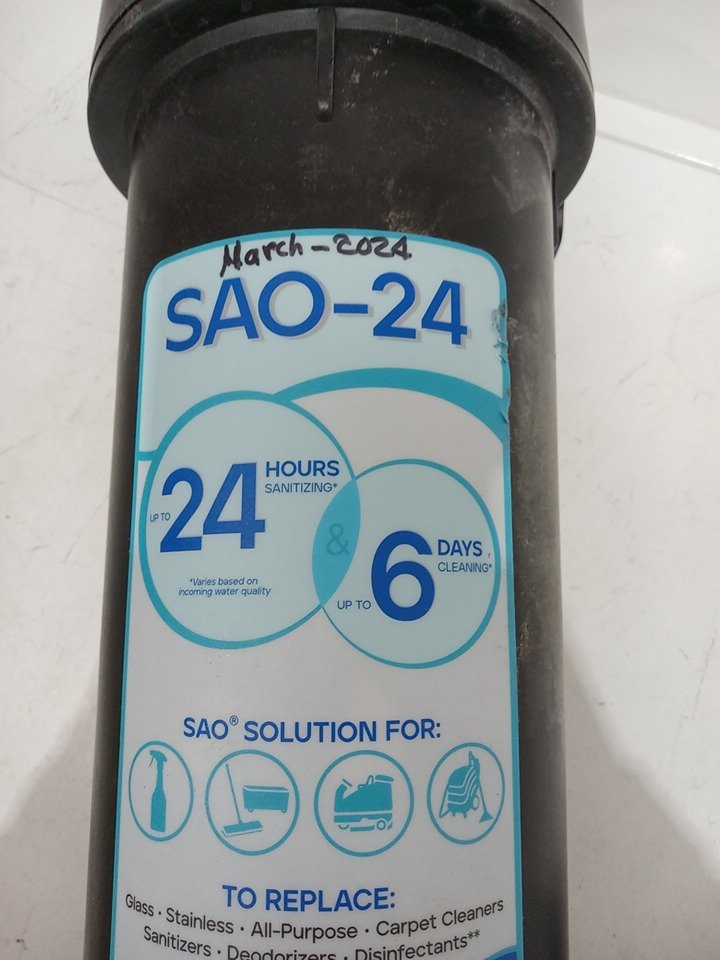 March-2024
SAO-24
UP TO 24 HOURS
SANITIZING*
*Varies based on
incoming water quality
&
UP TO 6 DAYS
CLEANING*
SAO® SOLUTION FOR:
TO REPLACE:
Glass · Stainless · All-Purpose · Carpet Cleaners
Sanitizers · Deodorizers · Disinfectants**